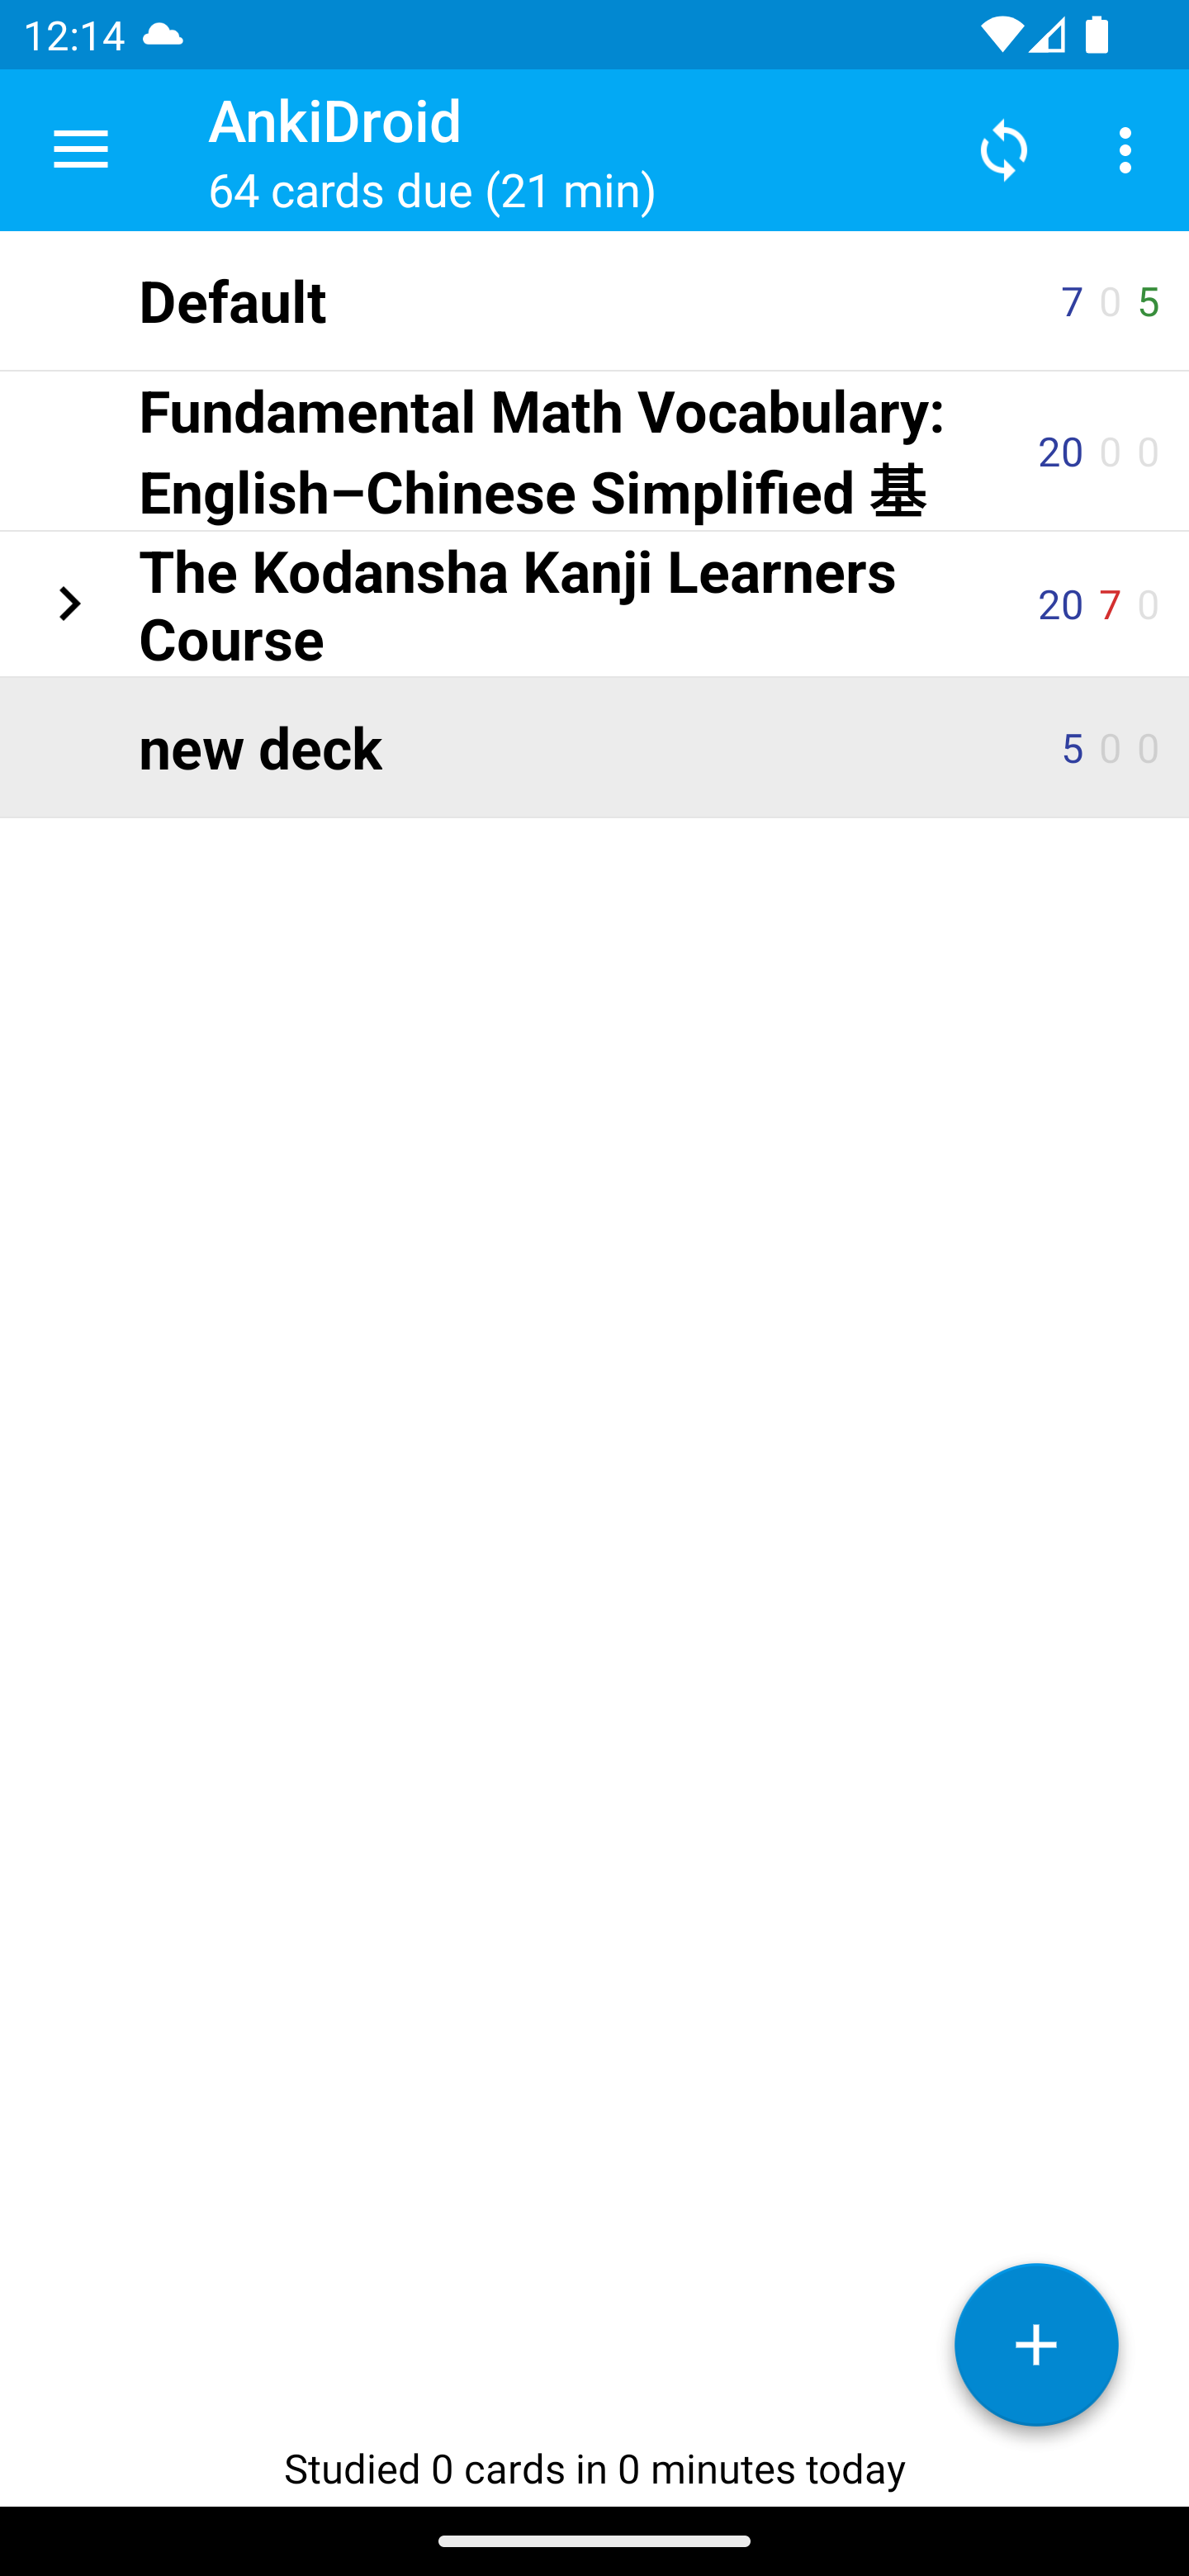 12:14
AnkiDroid
64 cards due (21 min)
Default
7 0 5
Fundamental Math Vocabulary:
English–Chinese Simplified 基
20 0 0
The Kodansha Kanji Learners
Course
20 7 0
new deck
5 0 0
Studied 0 cards in 0 minutes today